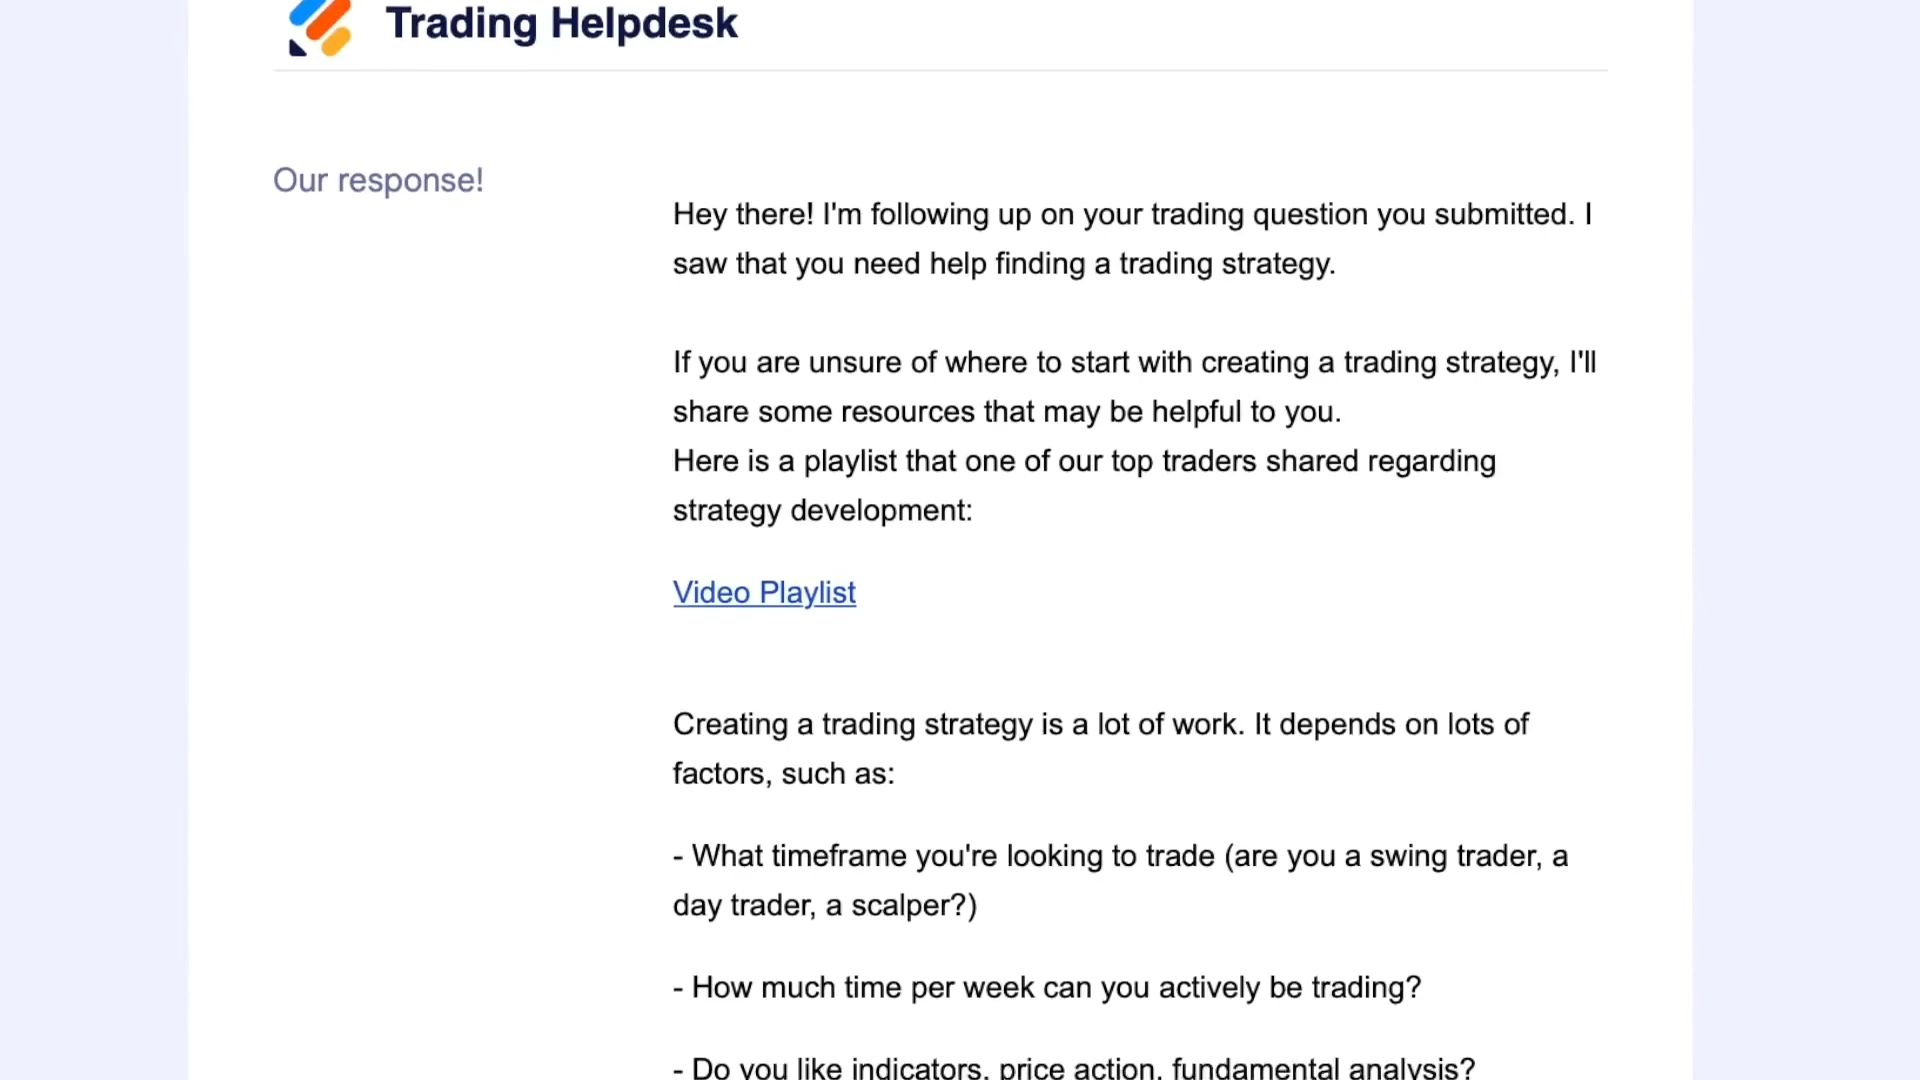 Trading Helpdesk
Our response!
Hey there! I'm following up on your trading question you submitted. I
saw that you need help finding a trading strategy.
If you are unsure of where to start with creating a trading strategy, I'll
share some resources that may be helpful to you.
Here is a playlist that one of our top traders shared regarding
strategy development:
Video Playlist
Creating a trading strategy is a lot of work. It depends on lots of
factors, such as:
- What timeframe you're looking to trade (are you a swing trader, a
day trader, a scalper?)
- How much time per week can you actively be trading?
- Do you like indicators, price action, fundamental analysis?